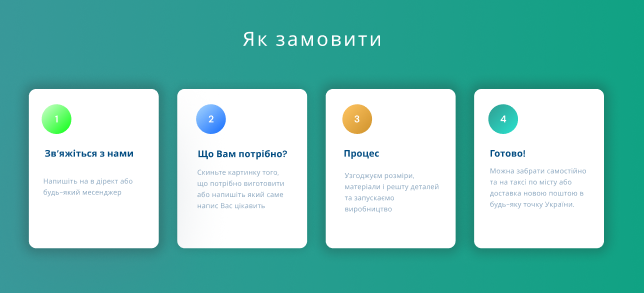 Як замовити
1
Зв'яжіться з нами
Напишіть на в дірект або
будь-який месенджер
2
Що Вам потрібно?
Скиньте картинку того,
що потрібно виготовити
або напишіть який саме
напис Вас цікавить
3
Процес
Узгоджуєм розміри,
матеріали і решту деталей
та запускаємо
виробництво
4
Готово!
Можна забрати самостійно
та на таксі по місту або
доставка новою поштою в
будь-яку точку України.